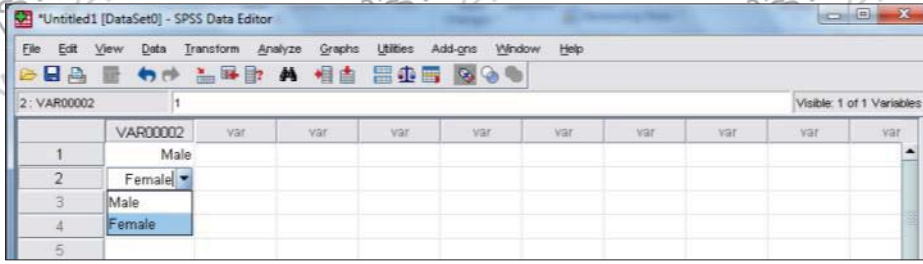 *Untitled1 [DataSet0] - SPSS Data Editor
File Edit View Data Transform Analyze Graphs Utilities Add-ons Window Help
2 : VAR00002 1 Visible: 1 of 1 Variables
VAR00002 var var var var var var var var var
1 Male
2 Female
3 Male
4 Female
5